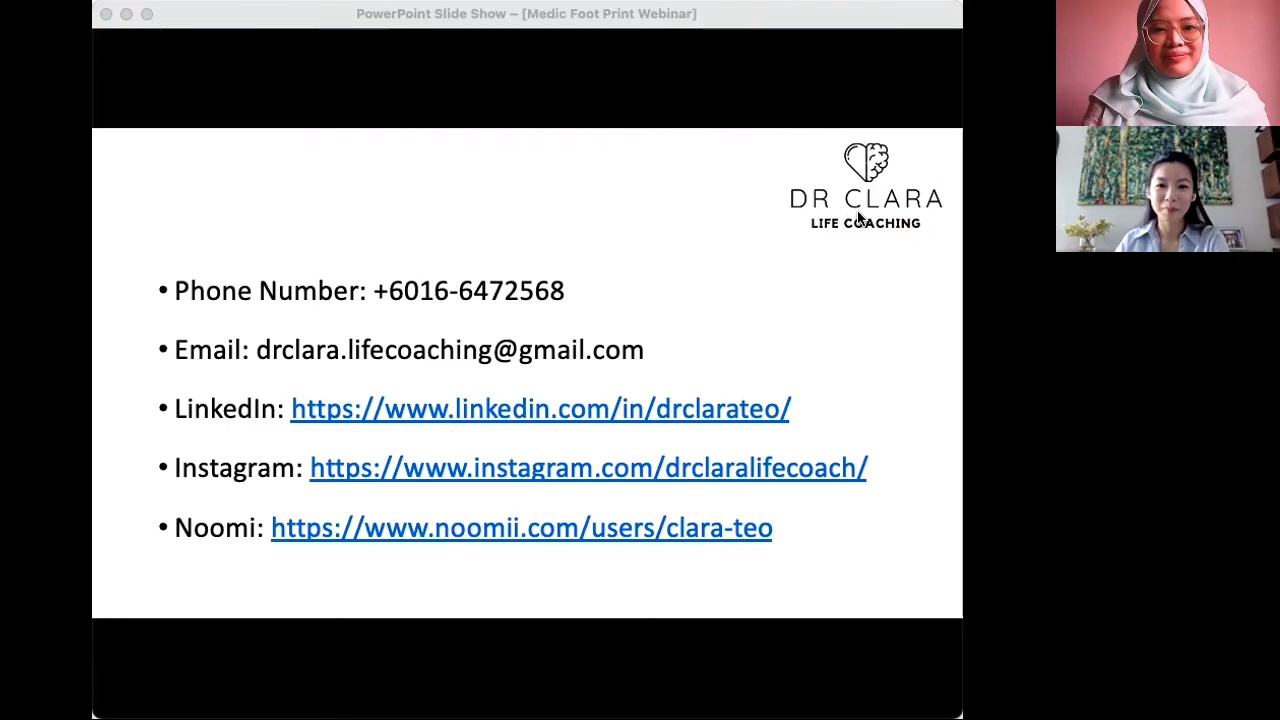 PowerPoint Slide Show – [Medic Foot Print Webinar]
DR CLARA
LIFE COACHING
• Phone Number: +6016-6472568
• Email: drclara.lifecoaching@gmail.com
• LinkedIn: https://www.linkedin.com/in/drclarateo/
• Instagram: https://www.instagram.com/drclaralifecoach/
• Noomi: https://www.noomii.com/users/clara-teo